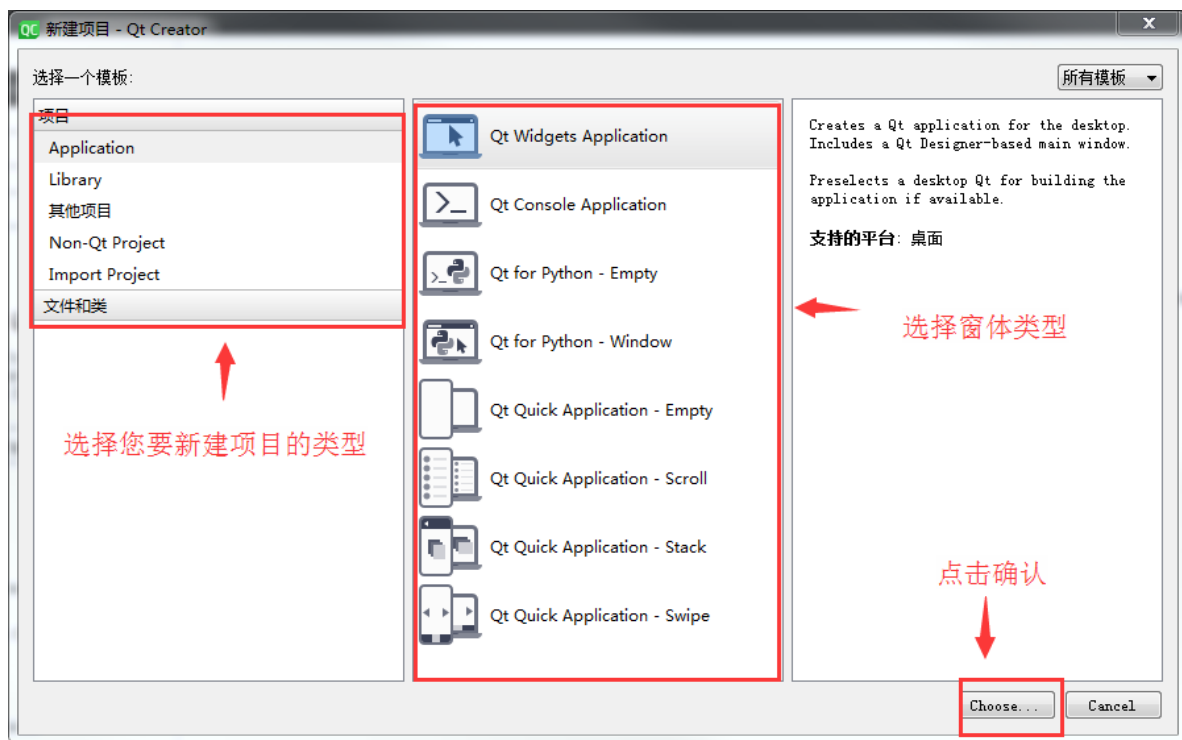 QC 新建项目 - Qt Creator
x
选择一个模板:
所有模板
项目
Application
Library
其他项目
Non-Qt Project
Import Project
文件和类
选择您要新建项目的类型
Qt Widgets Application
Qt Console Application
Qt for Python - Empty
Qt for Python - Window
Qt Quick Application - Empty
Qt Quick Application - Scroll
Qt Quick Application - Stack
Qt Quick Application - Swipe
Creates a Qt application for the desktop.
Includes a Qt Designer-based main window.
Preselects a desktop Qt for building the
application if available.
支持的平台: 桌面
选择窗体类型
点击确认
Choose...
Cancel